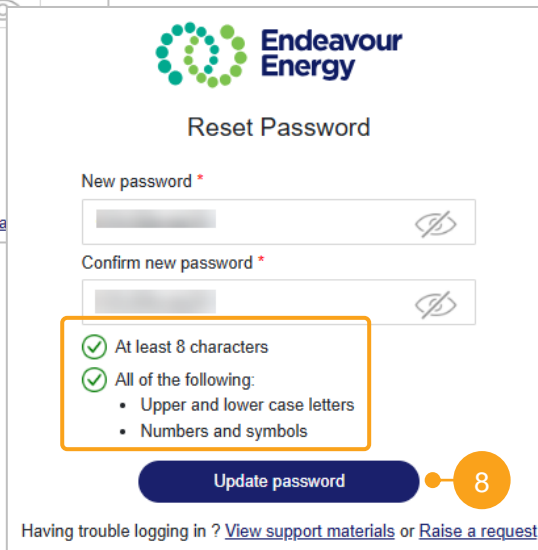 Endeavour
Energy
Reset Password
New password *
Confirm new password *
At least 8 characters
All of the following:
• Upper and lower case letters
• Numbers and symbols
Update password
8
Having trouble logging in ? View support materials or Raise a request